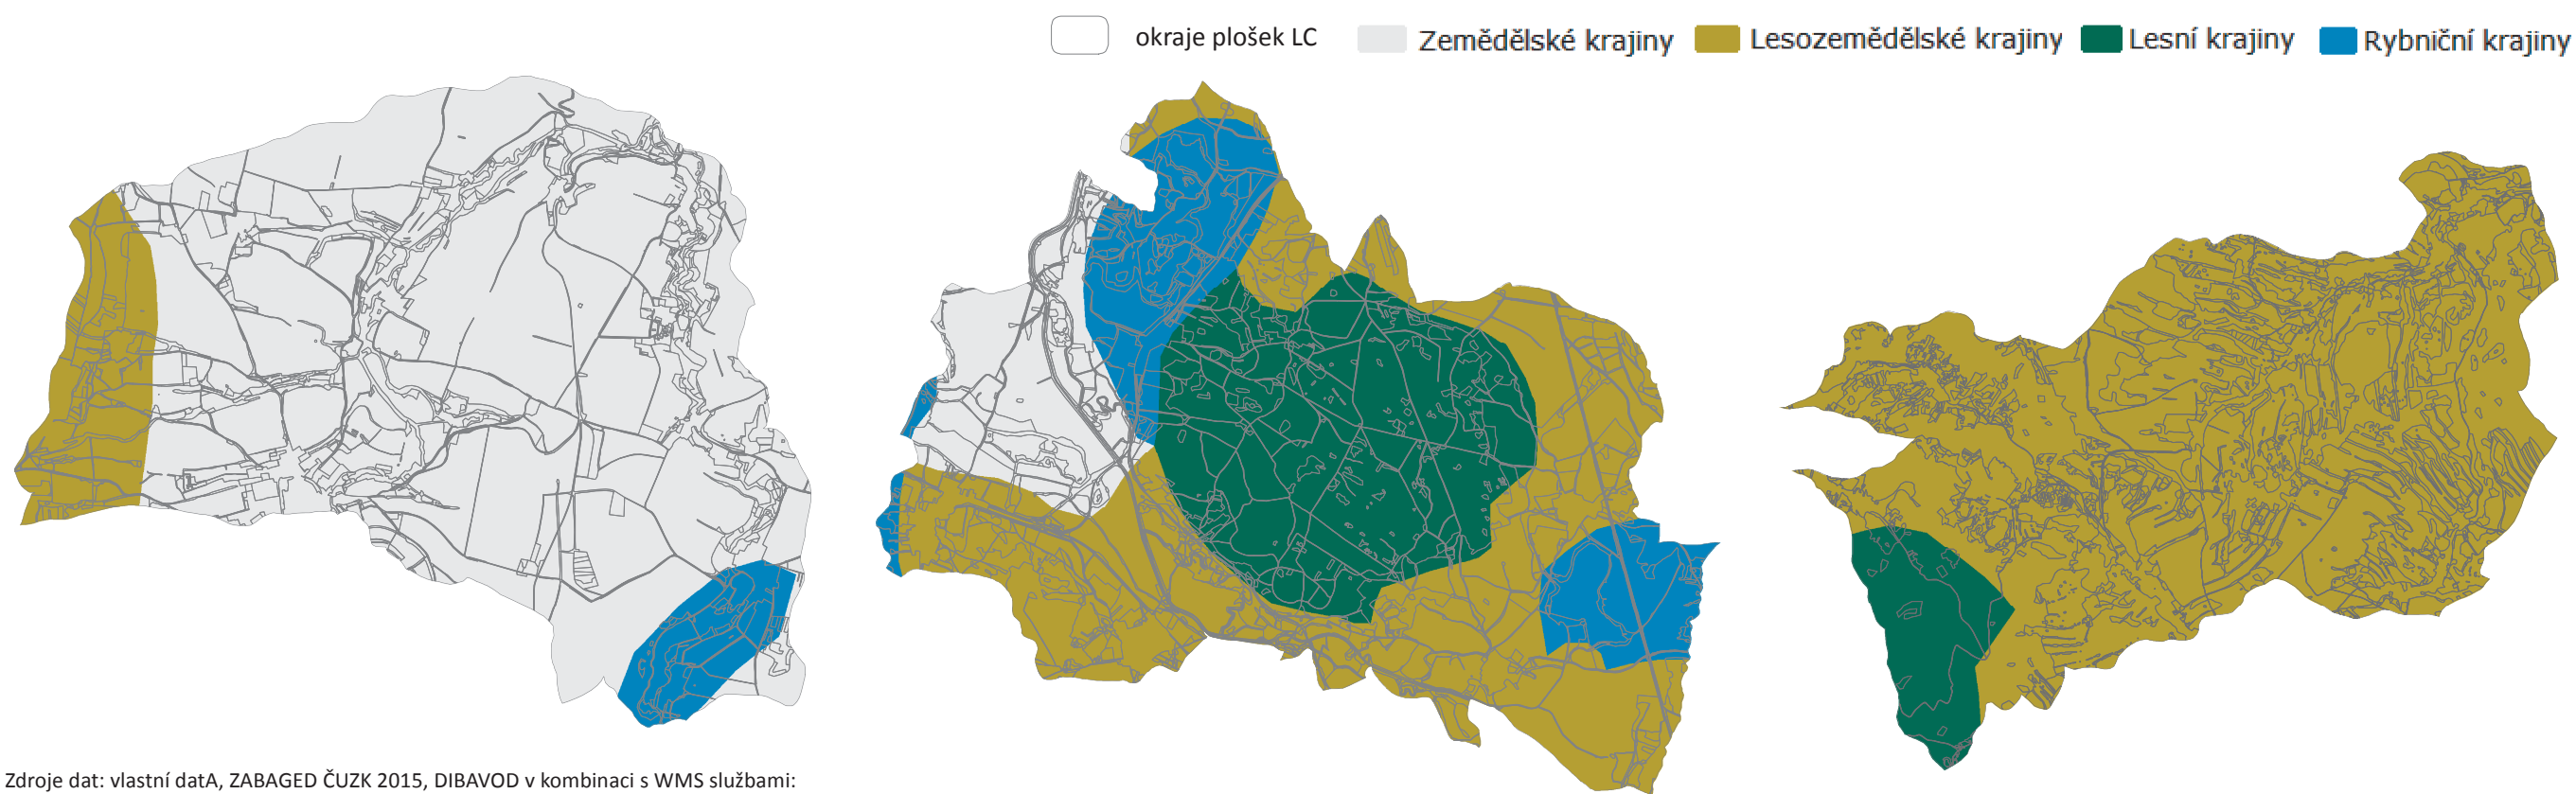 okraje plošek LC Zemědělské krajiny Lesozemědělské krajiny Lesní krajiny Rybniční krajiny
Zdroje dat: vlastní datA, ZABAGED ČUZK 2015, DIBAVOD v kombinaci s WMS službami: